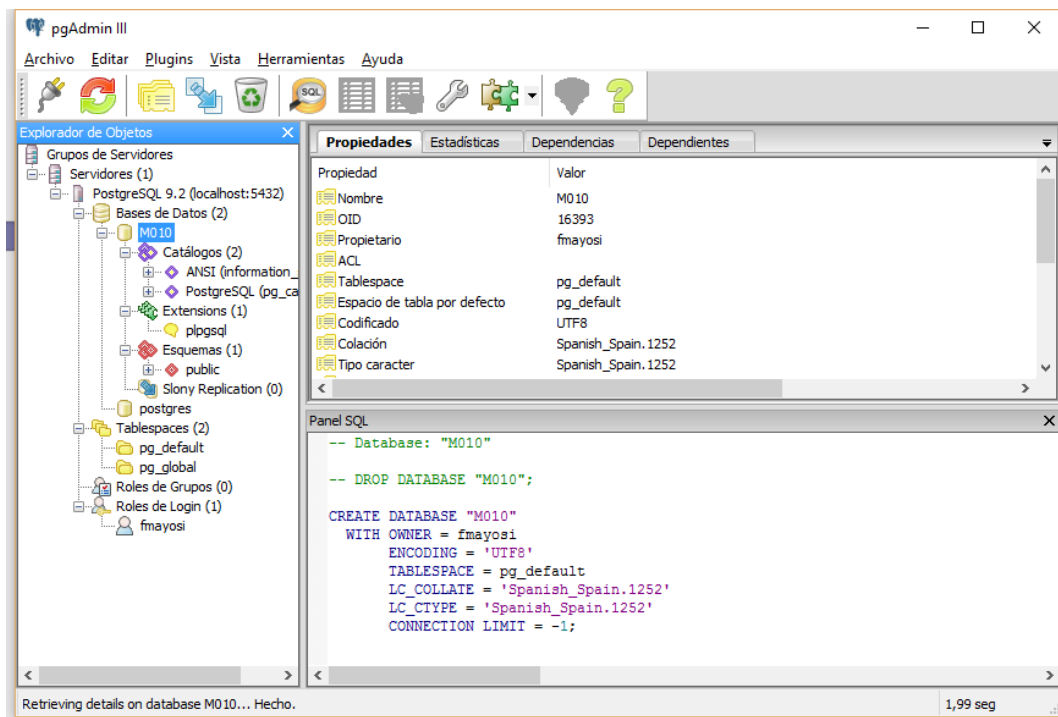 pgAdmin III
Archivo Editar Plugins Vista Herramientas Ayuda
SQL
Explorador de Objetos
Grupos de Servidores
Servidores (1)
PostgreSQL 9.2 (localhost:5432)
Bases de Datos (2)
M010
Catálogos (2)
ANSI (information_
PostgreSQL (pg_ca
Extensions (1)
plpgsql
Esquemas (1)
public
Slony Replication (0)
postgres
Tablespaces (2)
pg_default
pg_global
Roles de Grupos (0)
Roles de Login (1)
fmayosi
Propiedades Estadísticas Dependencias Dependientes
Propiedad Valor
Nombre M010
OID 16393
Propietario fmayosi
ACL
Tablespace pg_default
Espacio de tabla por defecto pg_default
Codificado UTF8
Colación Spanish_Spain.1252
Tipo caracter Spanish_Spain.1252
Panel SQL
-- Database: "M010"
-- DROP DATABASE "M010";
CREATE DATABASE "M010"
WITH OWNER = fmayosi
ENCODING = 'UTF8'
TABLESPACE = pg_default
LC_COLLATE = 'Spanish_Spain.1252'
LC_CTYPE = 'Spanish_Spain.1252'
CONNECTION LIMIT = -1;
Retrieving details on database M010... Hecho. 1,99 seg